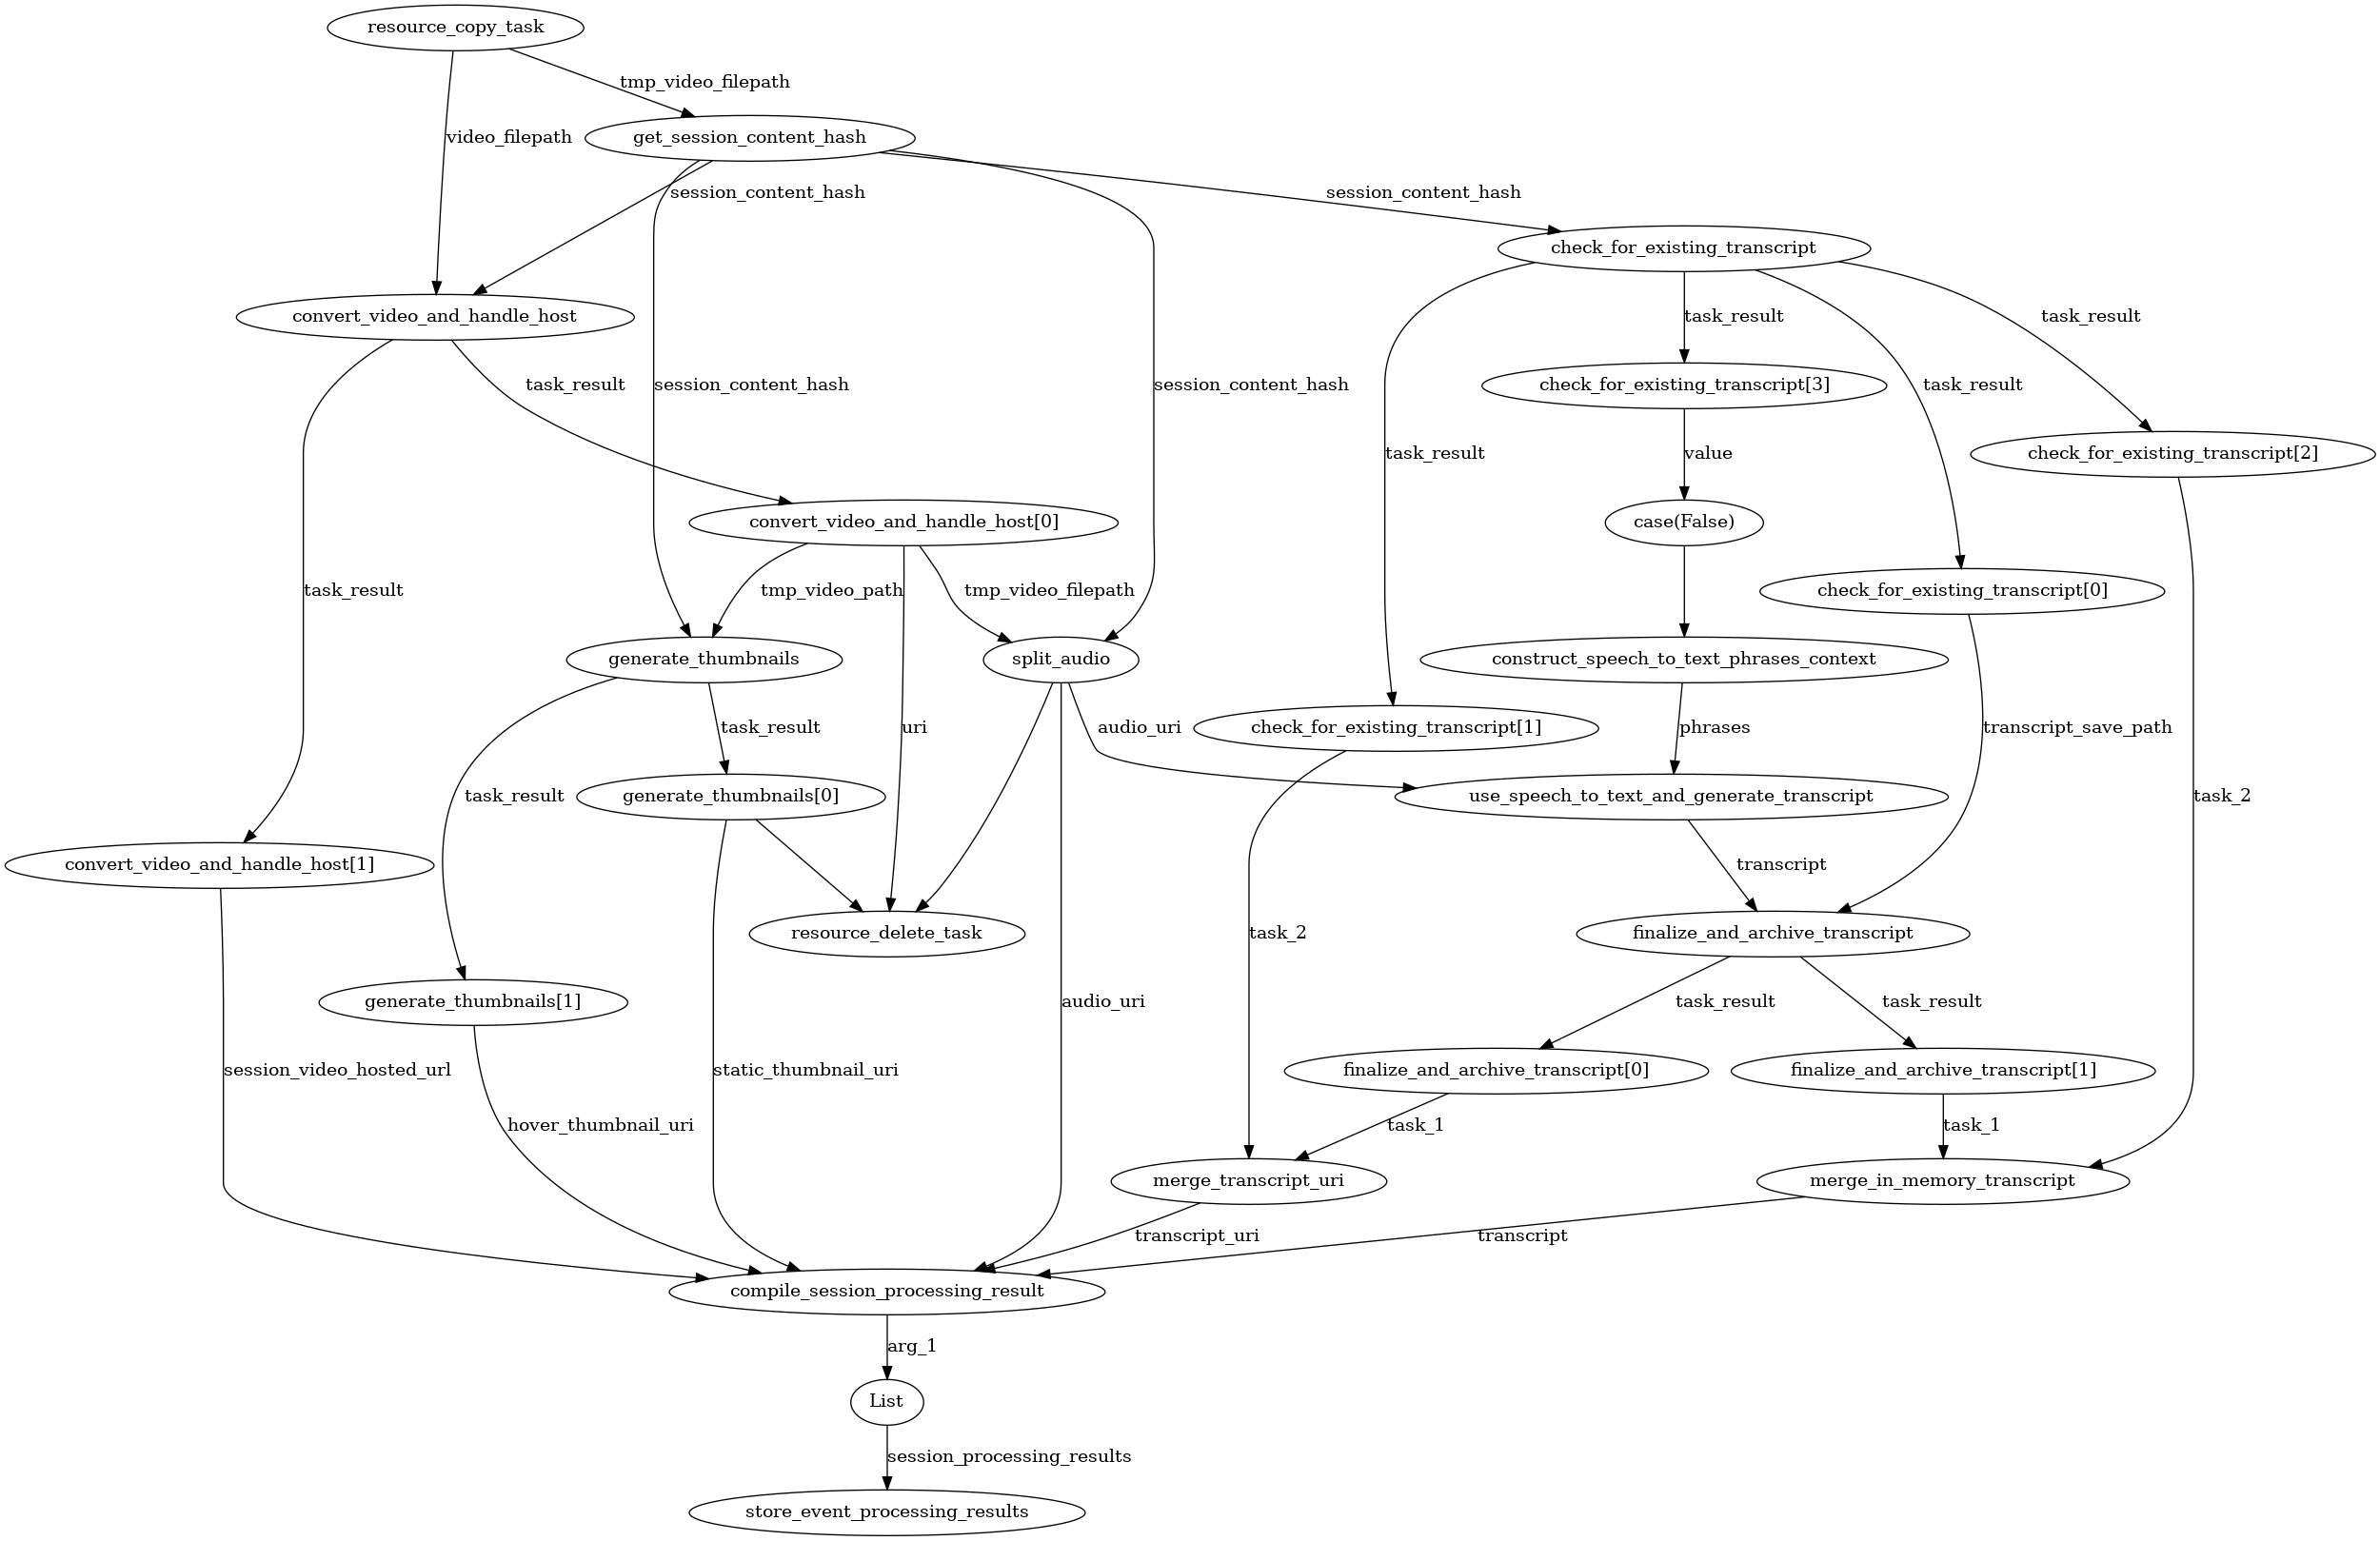 resource_copy_task
tmp_video_filepath
video_filepath
get_session_content_hash
session_content_hash
session_content_hash
check_for_existing_transcript
convert_video_and_handle_host
task_result
task_result
task_result
session_content_hash
session_content_hash
check_for_existing_transcript[3]
task_result
task_result
value
check_for_existing_transcript[2]
convert_video_and_handle_host[0]
case(False)
task_result
tmp_video_path
tmp_video_filepath
check_for_existing_transcript[0]
generate_thumbnails
split_audio
construct_speech_to_text_phrases_context
task_result
uri
audio_uri
check_for_existing_transcript[1]
phrases
transcript_save_path
task_result
generate_thumbnails[0]
use_speech_to_text_and_generate_transcript
task_2
convert_video_and_handle_host[1]
transcript
resource_delete_task
task_2
finalize_and_archive_transcript
generate_thumbnails[1]
audio_uri
task_result
task_result
session_video_hosted_url
static_thumbnail_uri
finalize_and_archive_transcript[0]
finalize_and_archive_transcript[1]
hover_thumbnail_uri
task_1
task_1
merge_transcript_uri
merge_in_memory_transcript
transcript_uri
transcript
compile_session_processing_result
arg_1
List
session_processing_results
store_event_processing_results